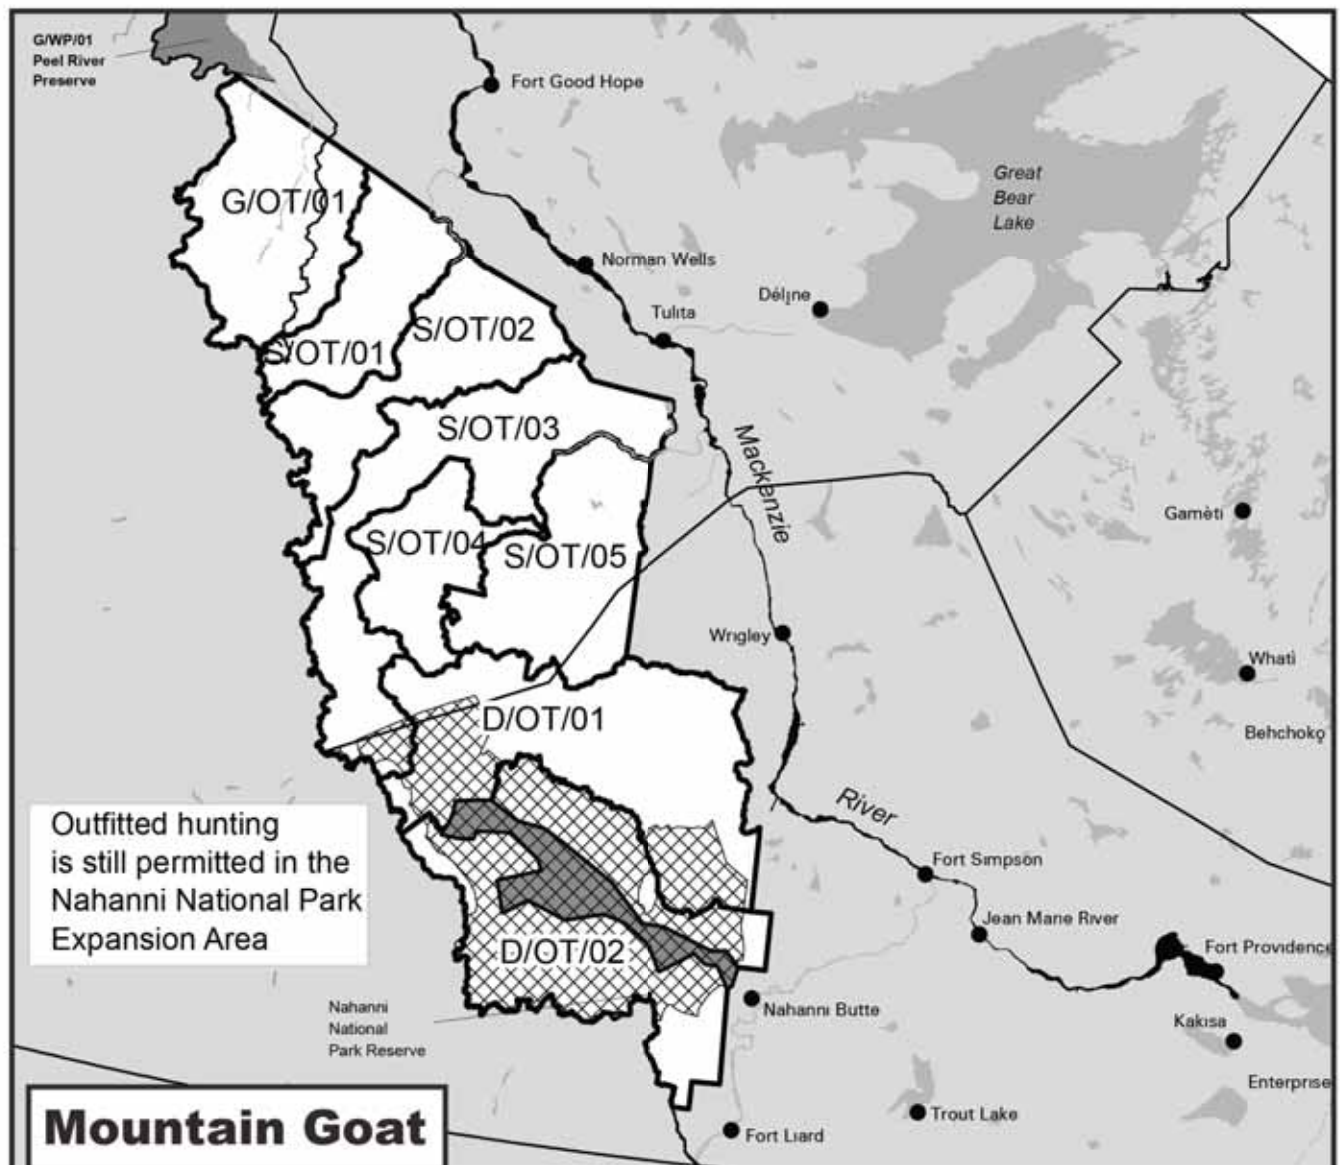 G/WP/01
Peel River
Preserve
Fort Good Hope
Great
Bear
Lake
G/OT/01
Norman Wells
Délįne
Tulita
S/OT/02
S/OT/01
S/OT/03
Mackenzie
Gamèti
S/OT/04
S/OT/05
Wrigley
Whatì
D/OT/01
Behchokǫ
River
Outfitted hunting
is still permitted in the
Nahanni National Park
Expansion Area
Fort Simpson
Jean Marie River
Fort Providence
D/OT/02
Nahanni
National
Park Reserve
Nahanni Butte
Kakisa
Enterprise
Trout Lake
Mountain Goat
Fort Liard